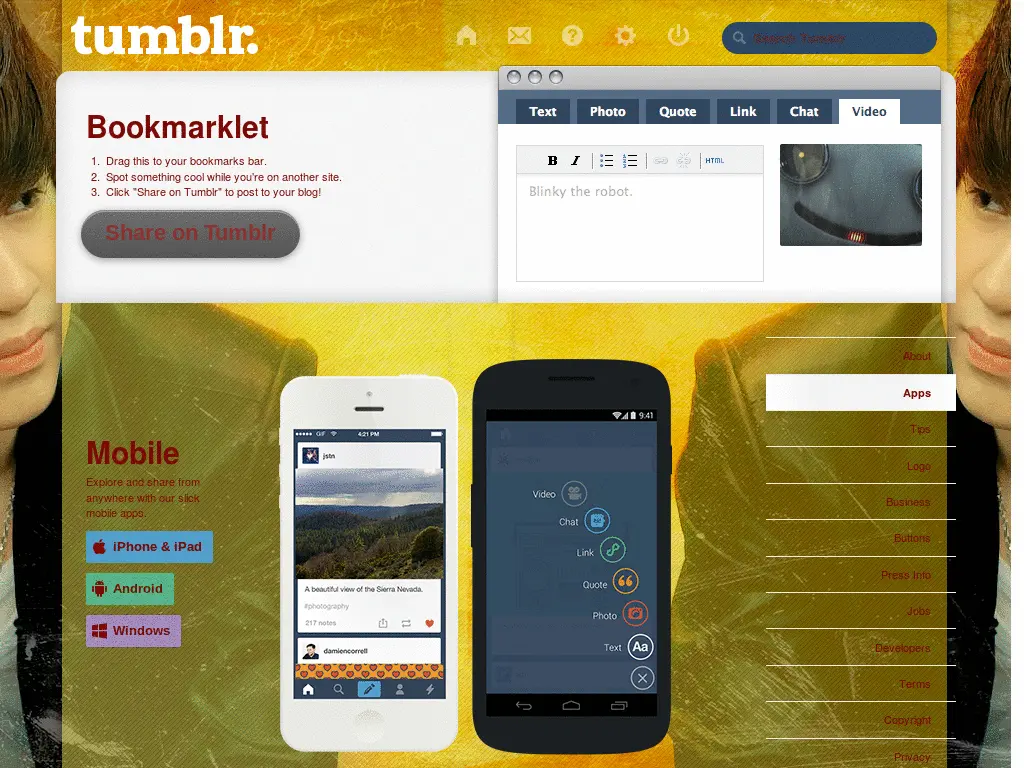 tumblr.
Search Tumblr
Bookmarklet
1. Drag this to your bookmarks bar.
2. Spot something cool while you're on another site.
3. Click "Share on Tumblr" to post to your blog!
Share on Tumblr
Text Photo Quote Link Chat Video
B I HTML
Blinky the robot.
Mobile
Explore and share from
anywhere with our slick
mobile apps.
iPhone & iPad
Android
Windows
GIF 4:21 PM
jstn
A beautiful view of the Sierra Nevada.
#photography
217 notes
damiencorrell
9:41
Video
Chat
Link
Quote
Photo
Text Aa
About
Apps
Tips
Logo
Business
Buttons
Press Info
Jobs
Developers
Terms
Copyright
Privacy